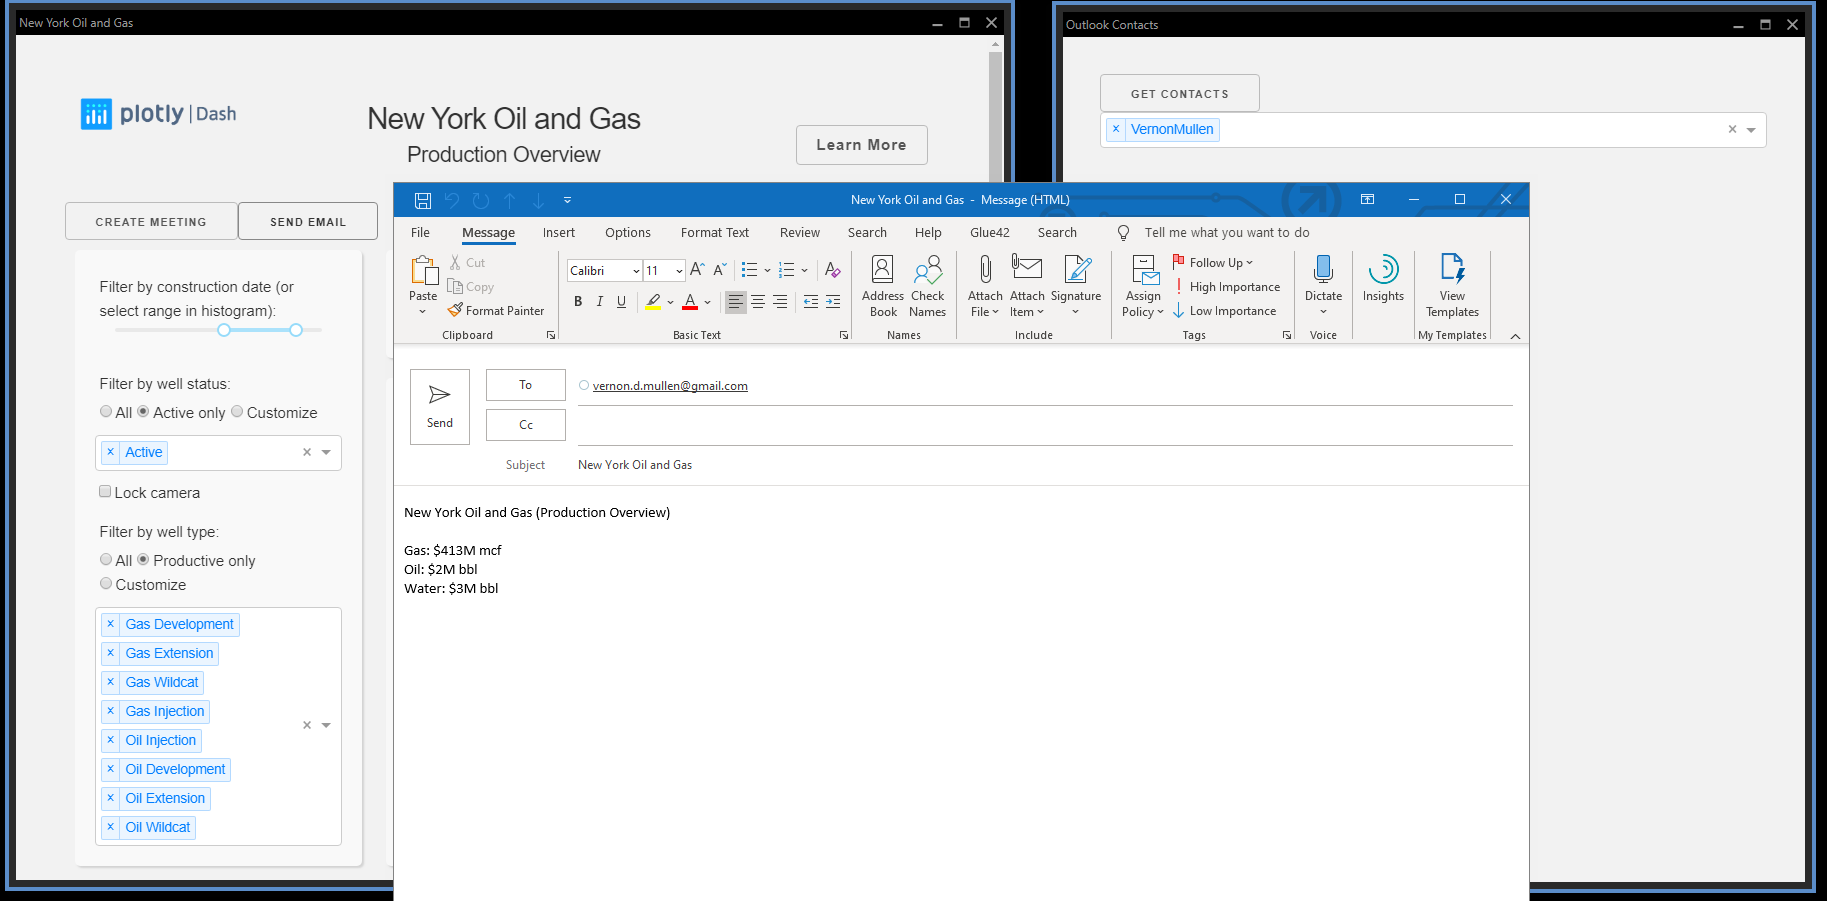 New York Oil and Gas
plotly | Dash
New York Oil and Gas
Production Overview
Learn More
CREATE MEETING
SEND EMAIL
Filter by construction date (or
select range in histogram):
Filter by well status:
All Active only Customize
× Active
Lock camera
Filter by well type:
All Productive only
Customize
× Gas Development
× Gas Extension
× Gas Wildcat
× Gas Injection
× Oil Injection
× Oil Development
× Oil Extension
× Oil Wildcat
Outlook Contacts
GET CONTACTS
× VernonMullen
New York Oil and Gas - Message (HTML)
File Message Insert Options Format Text Review Search Help Glue42 Search Tell me what you want to do
Paste
Cut
Copy
Format Painter
Clipboard
Calibri 11
B I U
Basic Text
Address Book
Check Names
Names
Attach File
Attach Item
Signature
Include
Assign Policy
Follow Up
High Importance
Low Importance
Tags
Dictate
Voice
Insights
View Templates
My Templates
Send
To vernon.d.mullen@gmail.com
Cc
Subject New York Oil and Gas
New York Oil and Gas (Production Overview)
Gas: $413M mcf
Oil: $2M bbl
Water: $3M bbl